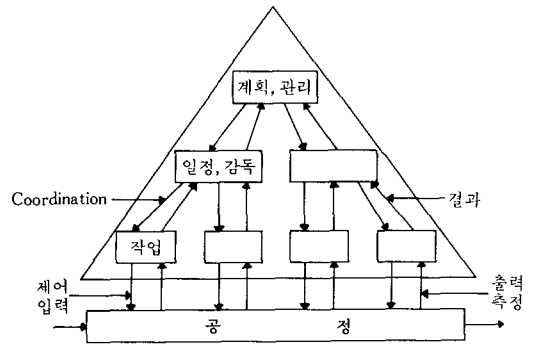 계획, 관리
일정, 감독
Coordination
결과
작업
제어
입력
출력
측정
공 정